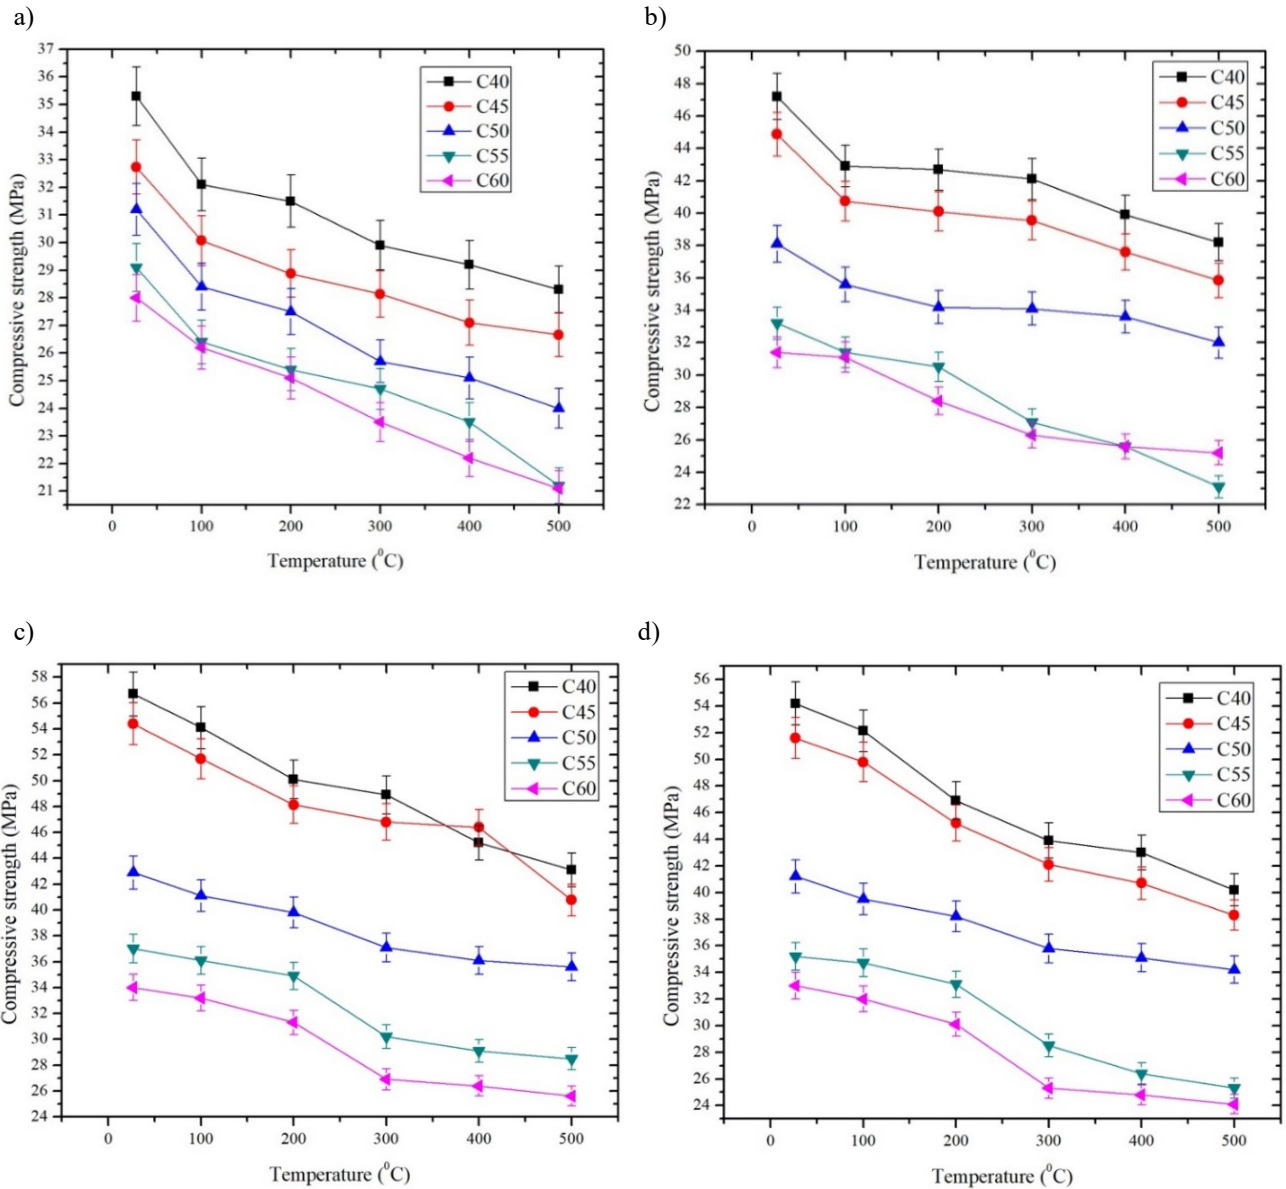 a)
37
36
35
34
33
32
31
30
29
28
27
26
25
24
23
22
21
Compressive strength (MPa)
0 100 200 300 400 500
Temperature (⁰C)
C40
C45
C50
C55
C60
b)
50
48
46
44
42
40
38
36
34
32
30
28
26
24
22
Compressive strength (MPa)
0 100 200 300 400 500
Temperature (⁰C)
C40
C45
C50
C55
C60
c)
58
56
54
52
50
48
46
44
42
40
38
36
34
32
30
28
26
24
Compressive strength (MPa)
0 100 200 300 400 500
Temperature (⁰C)
C40
C45
C50
C55
C60
d)
56
54
52
50
48
46
44
42
40
38
36
34
32
30
28
26
24
Compressive strength (MPa)
0 100 200 300 400 500
Temperature (⁰C)
C40
C45
C50
C55
C60